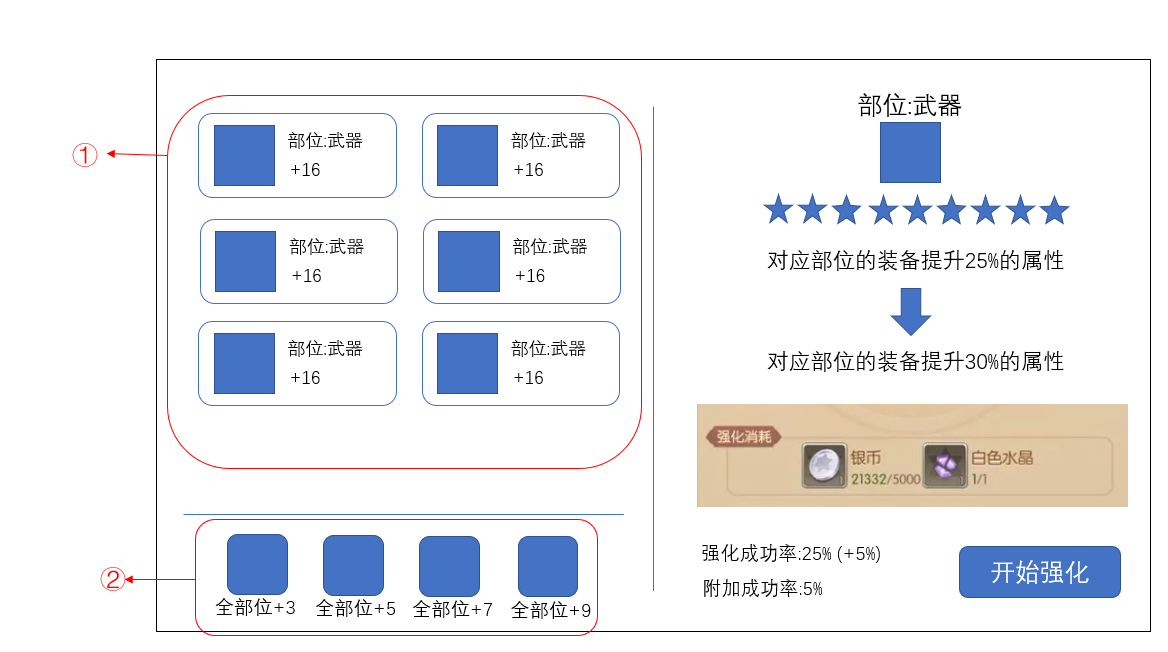 ①
部位:武器
+16
部位:武器
+16
部位:武器
+16
部位:武器
+16
部位:武器
+16
部位:武器
+16
②
全部位+3
全部位+5
全部位+7
全部位+9
部位:武器
对应部位的装备提升25%的属性
对应部位的装备提升30%的属性
强化消耗
银币
21332/5000
1
白色水晶
1/1
1
强化成功率:25% (+5%)
附加成功率:5%
开始强化